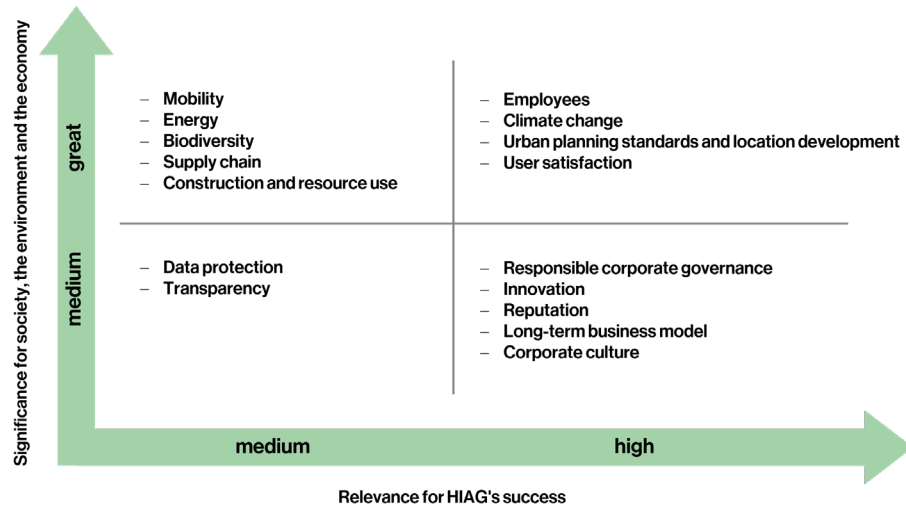 Significance for society, the environment and the economy
great
medium
– Mobility
– Energy
– Biodiversity
– Supply chain
– Construction and resource use
– Employees
– Climate change
– Urban planning standards and location development
– User satisfaction
– Data protection
– Transparency
– Responsible corporate governance
– Innovation
– Reputation
– Long-term business model
– Corporate culture
medium
high
Relevance for HIAG's success